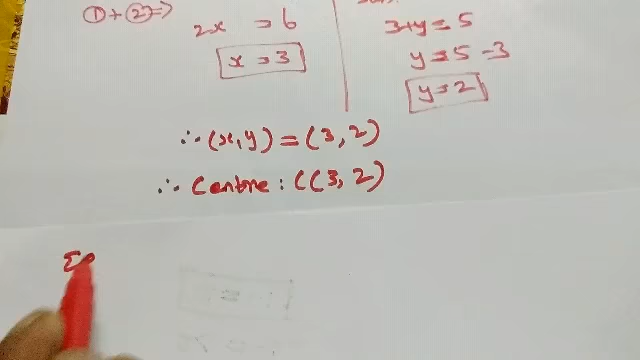 ① + ② ⇒
2x = 6
x = 3
3+y = 5
y = 5 - 3
y = 2
∴ (x, y) = (3, 2)
∴ Centre : C(3, 2)